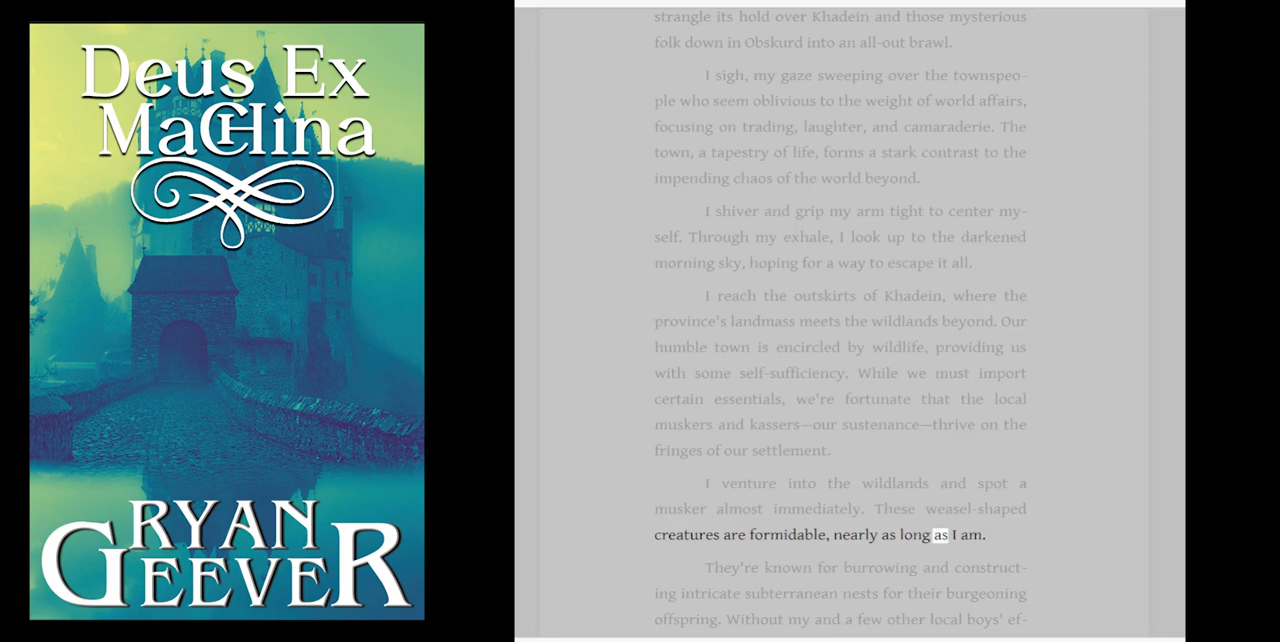 Deus Ex
MaCHina
RYAN
GEEVER
strangle its hold over Khadein and those mysterious
folk down in Obskurd into an all-out brawl.
I sigh, my gaze sweeping over the townspeo-
ple who seem oblivious to the weight of world affairs,
focusing on trading, laughter, and camaraderie. The
town, a tapestry of life, forms a stark contrast to the
impending chaos of the world beyond.
I shiver and grip my arm tight to center my-
self. Through my exhale, I look up to the darkened
morning sky, hoping for a way to escape it all.
I reach the outskirts of Khadein, where the
province's landmass meets the wildlands beyond. Our
humble town is encircled by wildlife, providing us
with some self-sufficiency. While we must import
certain essentials, we're fortunate that the local
muskers and kassers—our sustenance—thrive on the
fringes of our settlement.
I venture into the wildlands and spot a
musker almost immediately. These weasel-shaped
creatures are formidable, nearly as long as I am.
They're known for burrowing and construct-
ing intricate subterranean nests for their burgeoning
offspring. Without my and a few other local boys' ef-